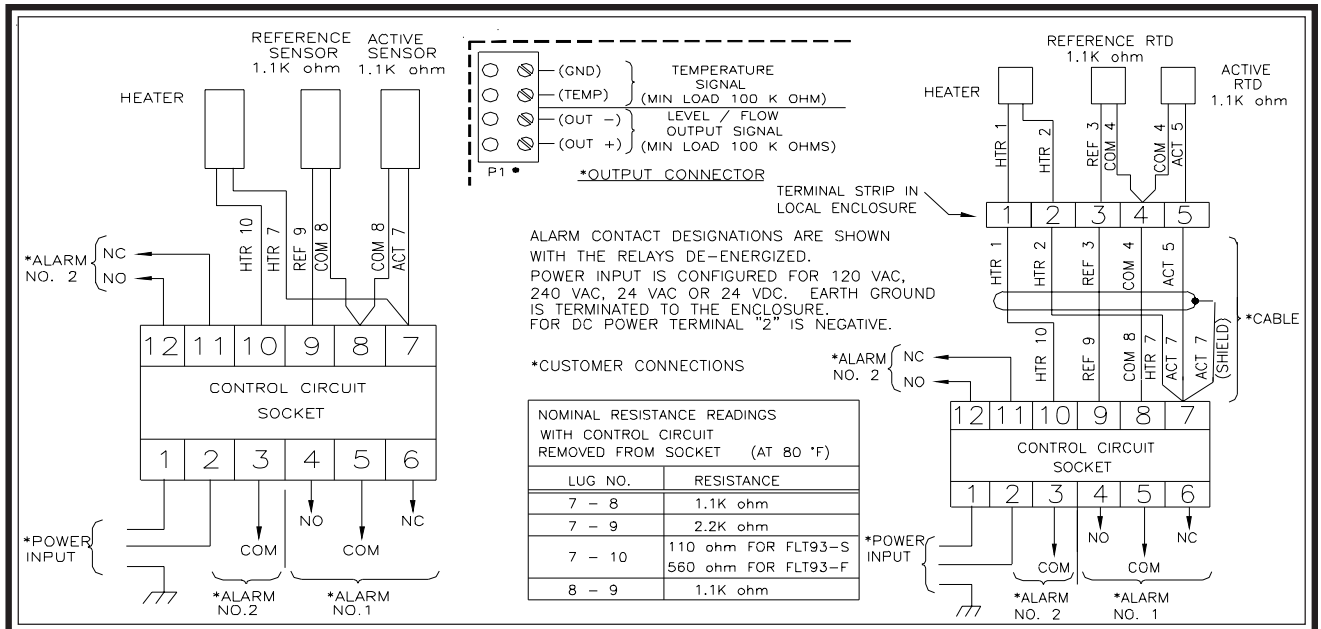 REFERENCE ACTIVE
SENSOR SENSOR
1.1K ohm 1.1K ohm
HEATER
HTR 10
HTR 7
REF 9
COM 8
COM 8
ACT 7
*ALARM
NO. 2
NC
NO
12 11 10 9 8 7
CONTROL CIRCUIT
SOCKET
1 2 3 4 5 6
*POWER
INPUT
COM
NO
COM
NC
*ALARM
NO.2
*ALARM
NO.1
(GND)
(TEMP)
(OUT -)
(OUT +)
TEMPERATURE
SIGNAL
(MIN LOAD 100 K OHM)
LEVEL / FLOW
OUTPUT SIGNAL
(MIN LOAD 100 K OHMS)
P1 *
*OUTPUT CONNECTOR
ALARM CONTACT DESIGNATIONS ARE SHOWN
WITH THE RELAYS DE-ENERGIZED.
POWER INPUT IS CONFIGURED FOR 120 VAC,
240 VAC, 24 VAC OR 24 VDC. EARTH GROUND
IS TERMINATED TO THE ENCLOSURE.
FOR DC POWER TERMINAL "2" IS NEGATIVE.
*CUSTOMER CONNECTIONS
NOMINAL RESISTANCE READINGS
WITH CONTROL CIRCUIT
REMOVED FROM SOCKET (AT 80 °F)
LUG NO. RESISTANCE
7 - 8 1.1K ohm
7 - 9 2.2K ohm
7 - 10 110 ohm FOR FLT93-S
560 ohm FOR FLT93-F
8 - 9 1.1K ohm
REFERENCE RTD
1.1K ohm
HEATER
ACTIVE
RTD
1.1K ohm
HTR 1
HTR 2
REF 3
COM 4
COM 4
ACT 5
TERMINAL STRIP IN
LOCAL ENCLOSURE
1 2 3 4 5
HTR 1
HTR 2
REF 3
COM 4
ACT 5
*CABLE
HTR 10
REF 9
COM 8
HTR 7
ACT 7
ACT 7
(SHIELD)
*ALARM
NO. 2
NC
NO
12 11 10 9 8 7
CONTROL CIRCUIT
SOCKET
1 2 3 4 5 6
*POWER
INPUT
COM
NO
COM
NC
*ALARM
NO. 2
*ALARM
NO. 1